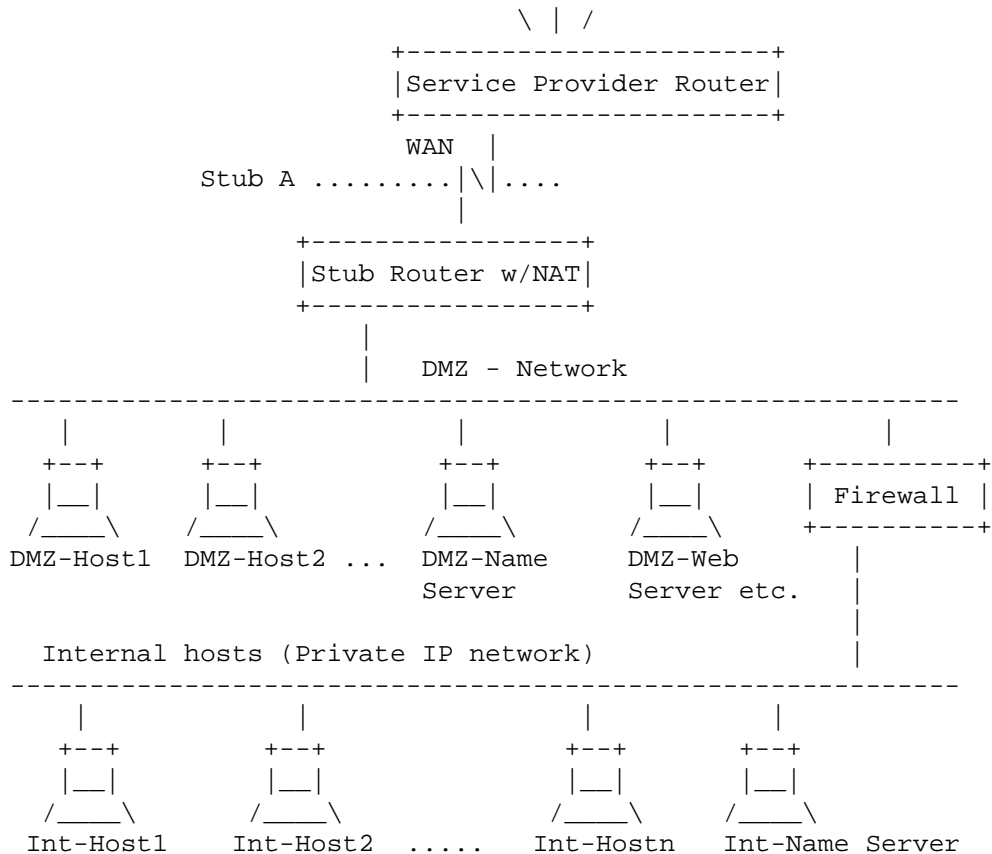 Service Provider Router
WAN
Stub A
Stub Router w/NAT
DMZ - Network
Firewall
DMZ-Host1 DMZ-Host2 ... DMZ-Name DMZ-Web
Server Server etc.
Internal hosts (Private IP network)
Int-Host1 Int-Host2 ..... Int-Hostn Int-Name Server